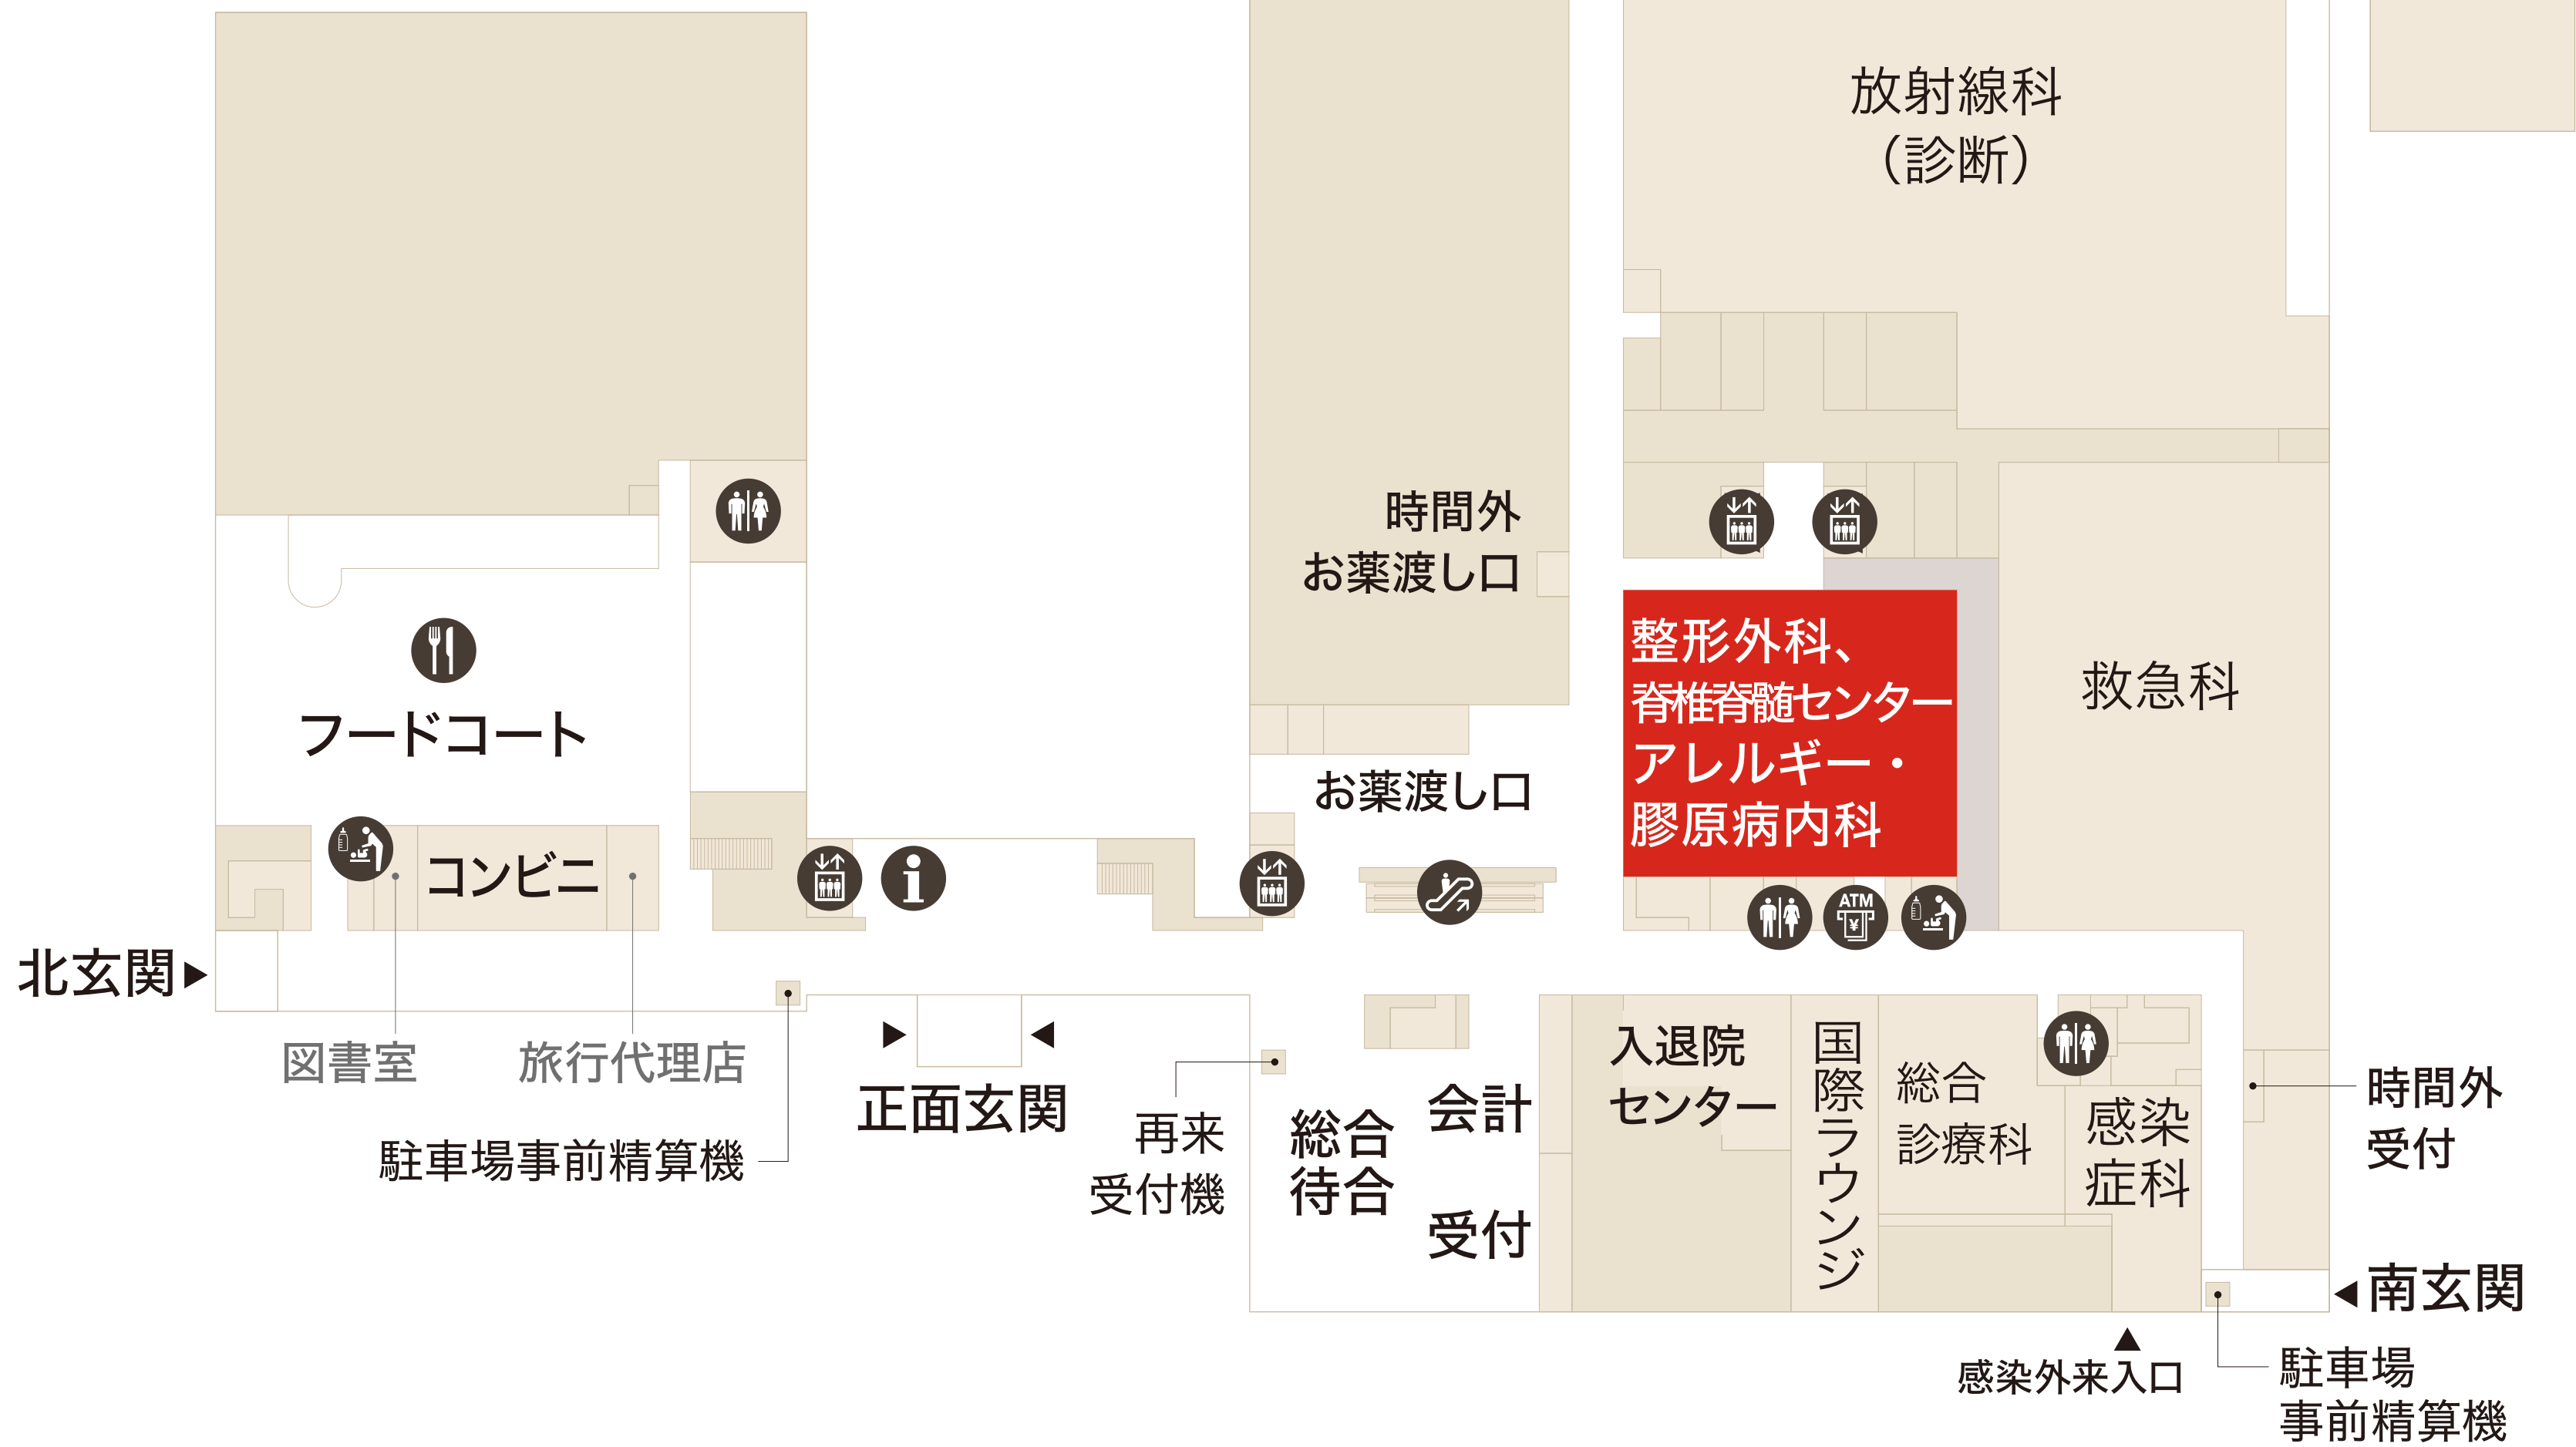 放射線科
（診断）
時間外
お薬渡し口
整形外科、
脊椎脊髄センター
アレルギー・
膠原病内科
救急科
フードコート
お薬渡し口
コンビニ
ATM
¥
北玄関
図書室
旅行代理店
駐車場事前精算機
正面玄関
再来
受付機
総合
待合
会計
受付
入退院
センター
国際ラウンジ
総合
診療科
感染
症科
時間外
受付
南玄関
感染外来入口
駐車場
事前精算機